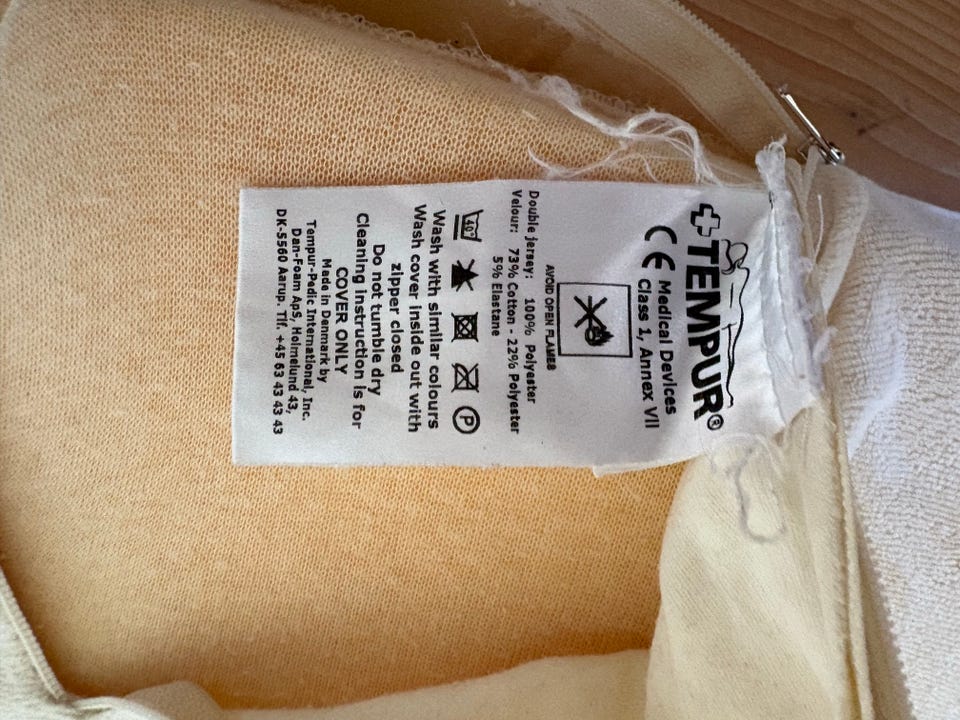 TEMPUR®
CE Medical Devices
Class 1, Annex VII
AVOID OPEN FLAMES
Double jersey: 100% Polyester
Velour: 73% Cotton - 22% Polyester
5% Elastane
40° P
Wash with similar colours
Wash cover inside out with
zipper closed
Do not tumble dry
Cleaning instruction is for
COVER ONLY
Made in Denmark by
Tempur-Pedic International, Inc.
Dan-Foam ApS, Holmelund 43,
DK-5560 Aarup. Tlf. +45 63 43 43 43